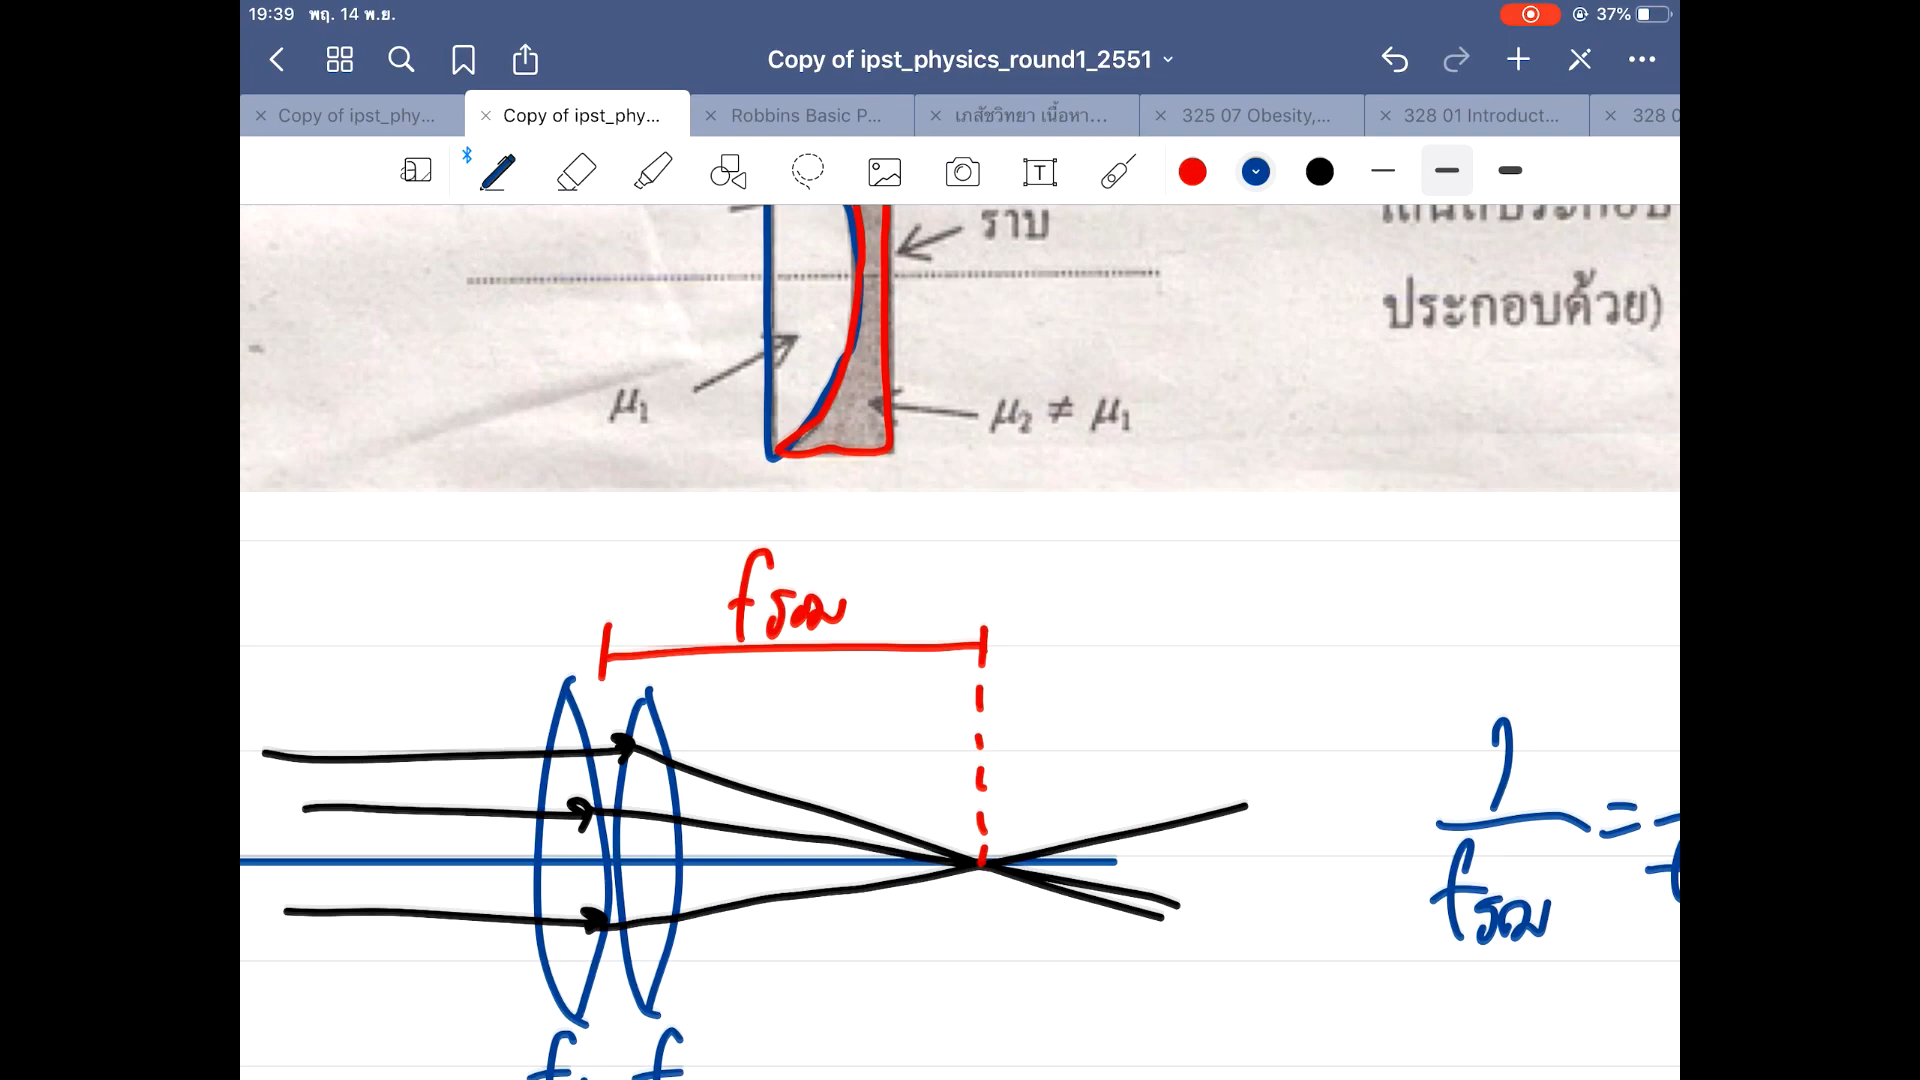 19:39 พฤ. 14 พ.ย. 37%
Copy of ipst_physics_round1_2551
Copy of ipst_phy... Copy of ipst_phy... Robbins Basic P... เภสัชวิทยา เนื้อหา... 325 07 Obesity,... 328 01 Introduct... 328 0
T
ราบ
ประกอบด้วย)
μ₁
μ₂ ≠ μ₁
fรวม
1
=
fรวม
f f